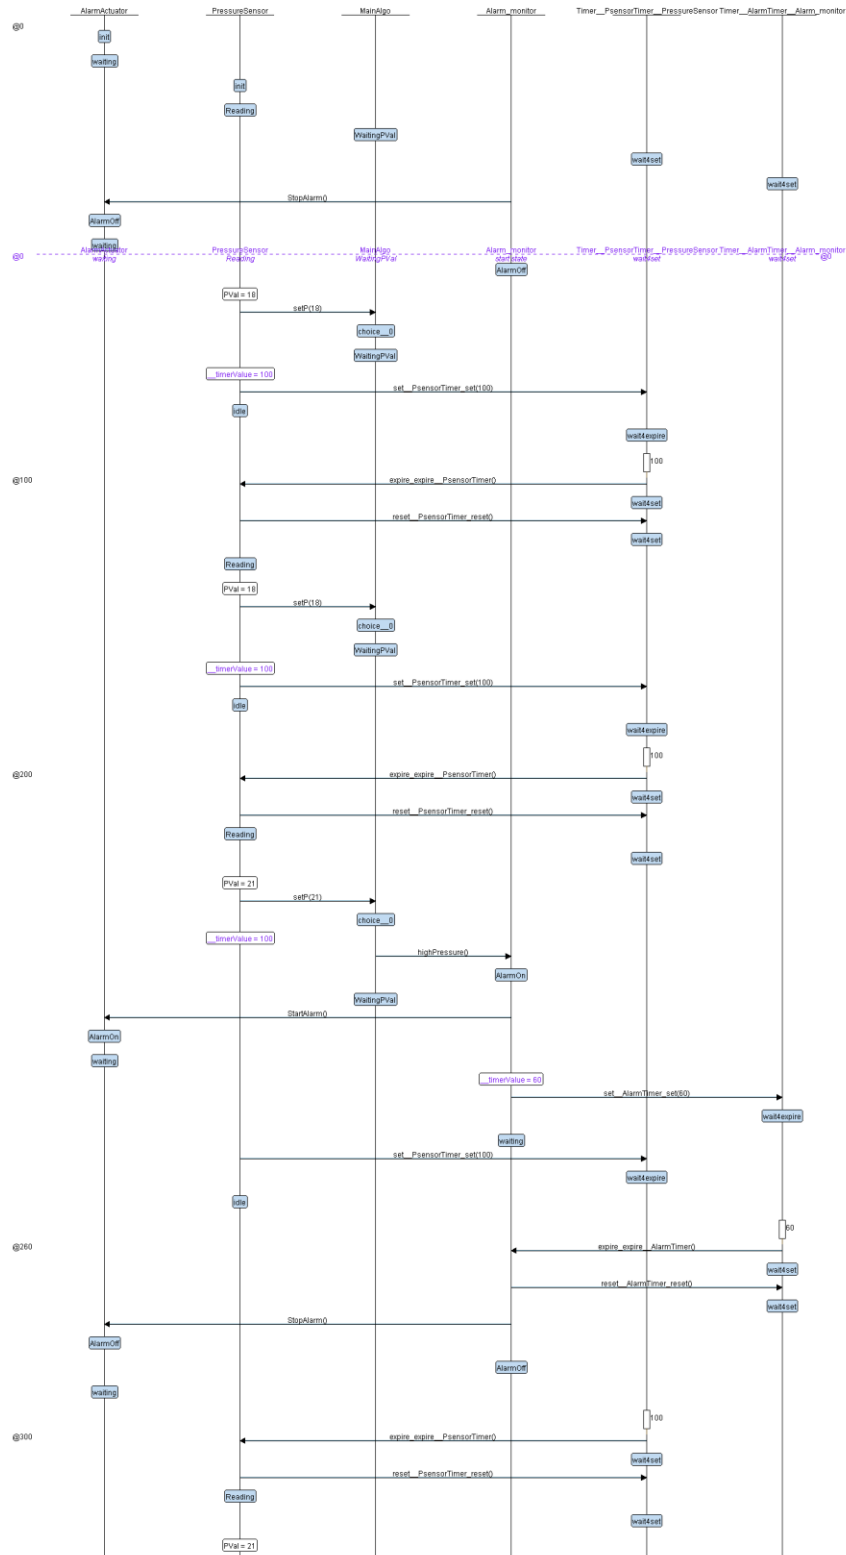 AlarmActuator PressureSensor MainAlgo Alarm_monitor Timer__PsensorTimer__PressureSensor Timer__AlarmTimer__Alarm_monitor
@0
init
waiting
init
Reading
WaitingPVal
wait4set
wait4set
StopAlarm()
AlarmOff
waiting
AlarmActuator PressureSensor MainAlgo Alarm_monitor Timer__PsensorTimer__PressureSensor Timer__AlarmTimer__Alarm_monitor
@0 waiting Reading WaitingPVal startstate wait4set wait4set @0
AlarmOff
PVal = 18
setP(18)
choice__0
WaitingPVal
__timerValue = 100
set__PsensorTimer_set(100)
idle
wait4expire
100
@100 expire_expire__PsensorTimer()
wait4set
reset__PsensorTimer_reset()
wait4set
Reading
PVal = 18
setP(18)
choice__0
WaitingPVal
__timerValue = 100
set__PsensorTimer_set(100)
idle
wait4expire
100
@200 expire_expire__PsensorTimer()
wait4set
reset__PsensorTimer_reset()
Reading
wait4set
PVal = 21
setP(21)
choice__0
__timerValue = 100
highPressure()
AlarmOn
WaitingPVal
StartAlarm()
AlarmOn
waiting
__timerValue = 60
set__AlarmTimer_set(60)
wait4expire
waiting
set__PsensorTimer_set(100)
wait4expire
idle
60
@260 expire_expire__AlarmTimer()
wait4set
reset__AlarmTimer_reset()
wait4set
StopAlarm()
AlarmOff
AlarmOff
waiting
100
@300 expire_expire__PsensorTimer()
wait4set
reset__PsensorTimer_reset()
Reading
wait4set
PVal = 21